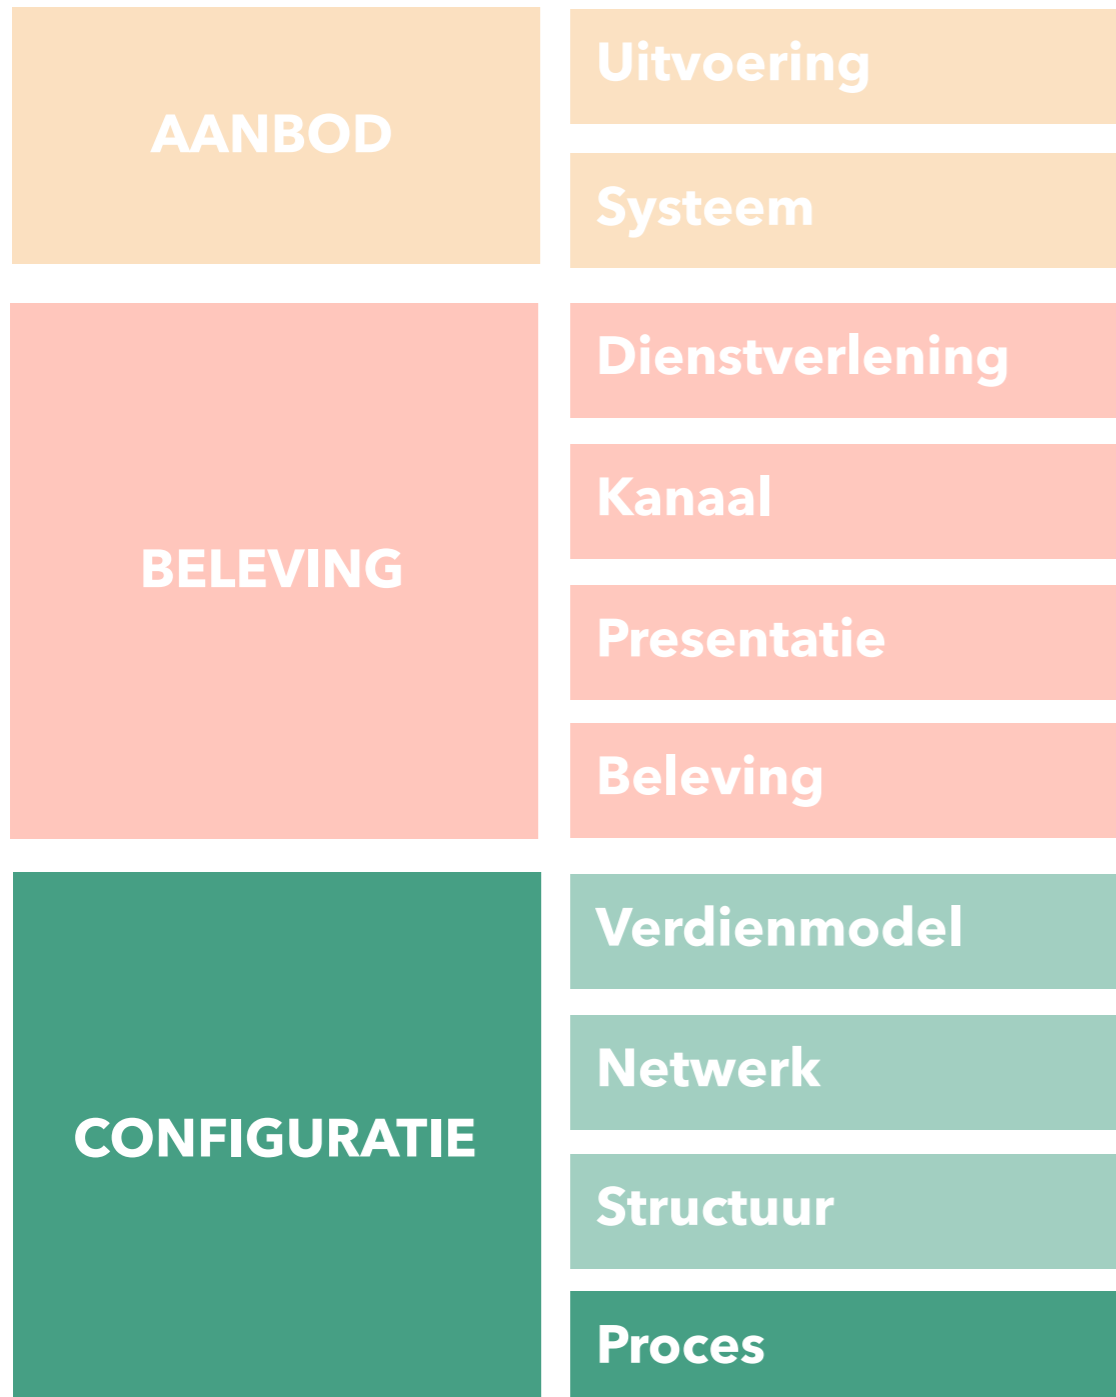 AANBOD
Uitvoering
Systeem
BELEVING
Dienstverlening
Kanaal
Presentatie
Beleving
CONFIGURATIE
Verdienmodel
Netwerk
Structuur
Proces